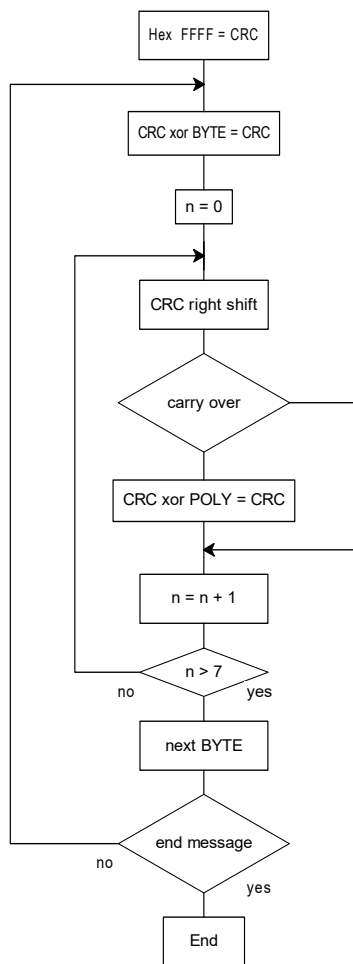 Hex FFFF = CRC
CRC xor BYTE = CRC
n = 0
CRC right shift
carry over
CRC xor POLY = CRC
n = n + 1
n > 7
no
yes
next BYTE
end message
no
yes
End